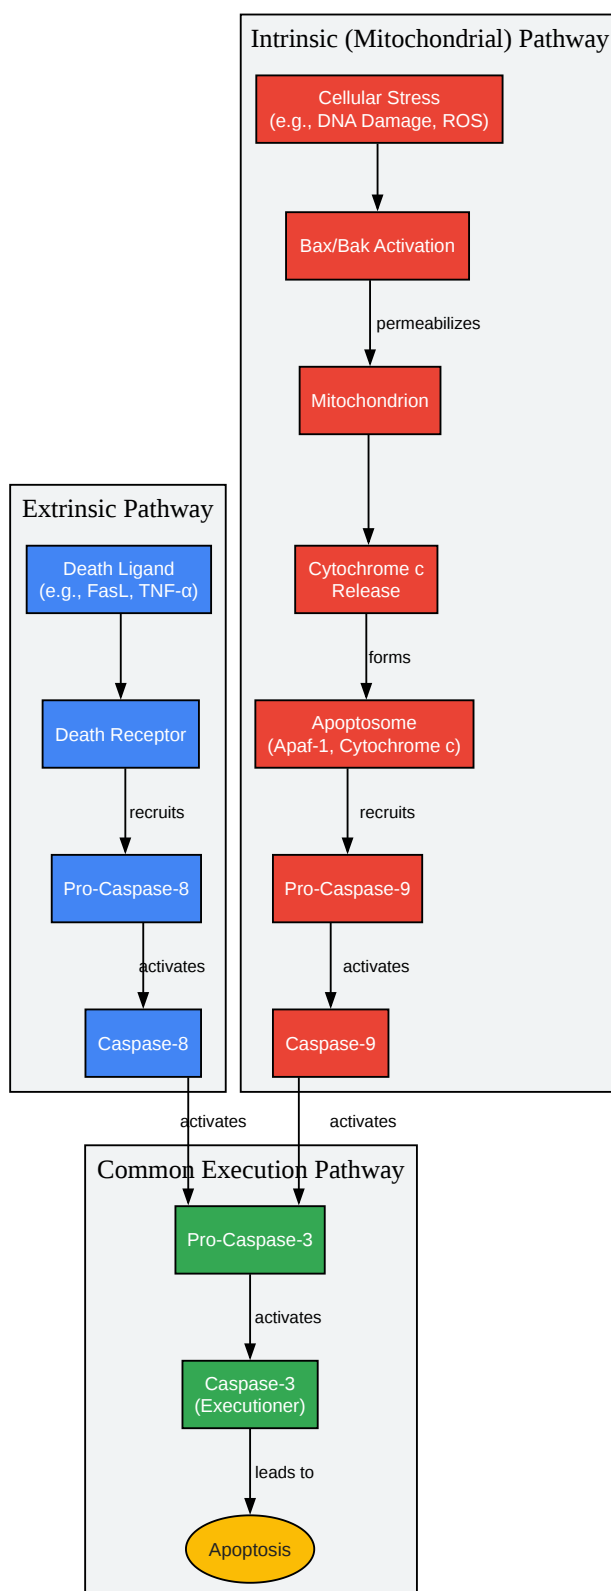 Intrinsic (Mitochondrial) Pathway
Cellular Stress
(e.g., DNA Damage, ROS)
Bax/Bak Activation
permeabilizes
Mitochondrion
Cytochrome c
Release
forms
Apoptosome
(Apaf-1, Cytochrome c)
recruits
Pro-Caspase-9
activates
Caspase-9
activates
Extrinsic Pathway
Death Ligand
(e.g., FasL, TNF-α)
Death Receptor
recruits
Pro-Caspase-8
activates
Caspase-8
activates
Common Execution Pathway
Pro-Caspase-3
activates
Caspase-3
(Executioner)
leads to
Apoptosis